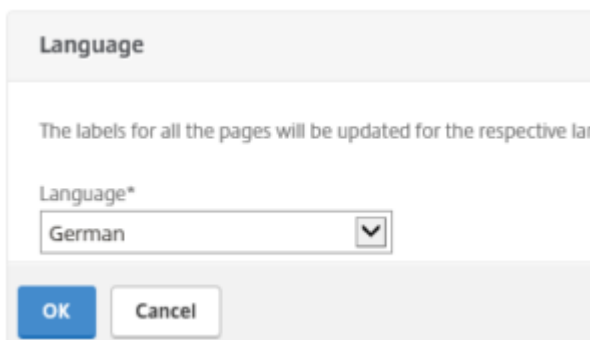 Language
The labels for all the pages will be updated for the respective
Language*
German
OK
Cancel